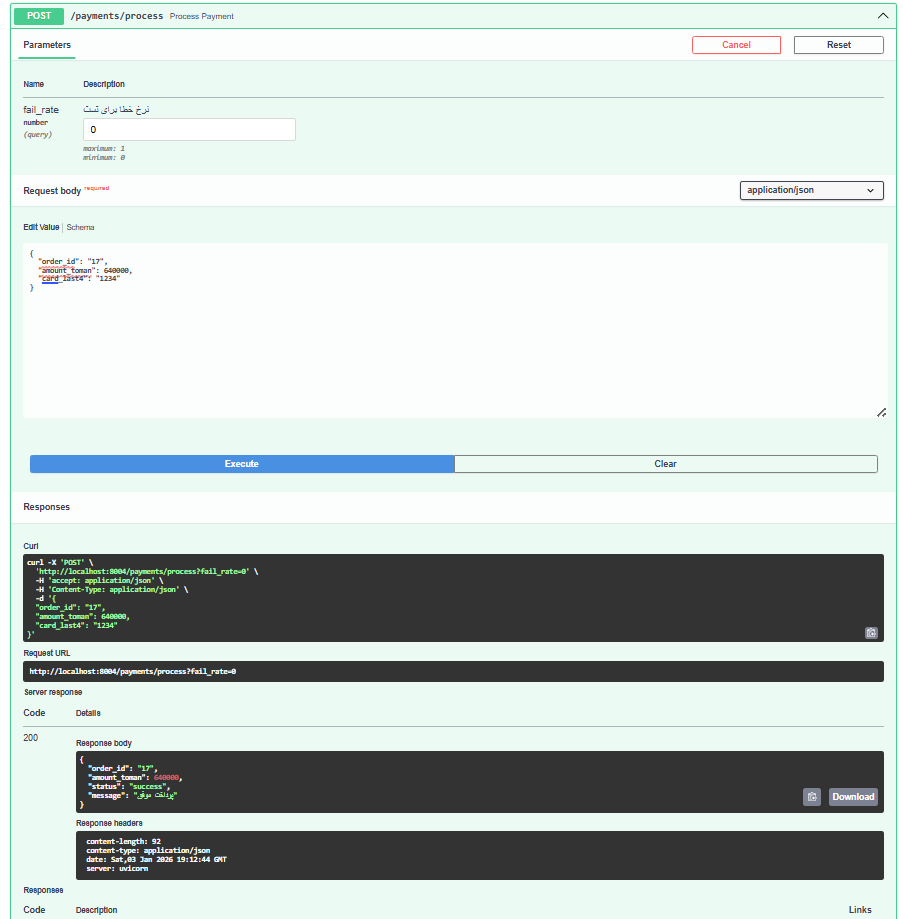 POST /payments/process Process Payment
Parameters
Cancel
Reset
Name Description
fail_rate
number
(query)
نرخ خطا برای تست
0
maximum: 1
minimum: 0
Request body required
application/json
Edit Value | Schema
{
"order_id": "17",
"amount_toman": 640000,
"card_last4": "1234"
}
Execute
Clear
Responses
Curl
curl -X 'POST' \
'http://localhost:8004/payments/process?fail_rate=0' \
-H 'accept: application/json' \
-H 'Content-Type: application/json' \
-d '{
"order_id": "17",
"amount_toman": 640000,
"card_last4": "1234"
}'
Request URL
http://localhost:8004/payments/process?fail_rate=0
Server response
Code Details
200
Response body
{
"order_id": "17",
"amount_toman": 640000,
"status": "success",
"message": "پرداخت موفق"
}
Download
Response headers
content-length: 92
content-type: application/json
date: Sat,03 Jan 2026 19:12:44 GMT
server: uvicorn
Responses
Code Description Links